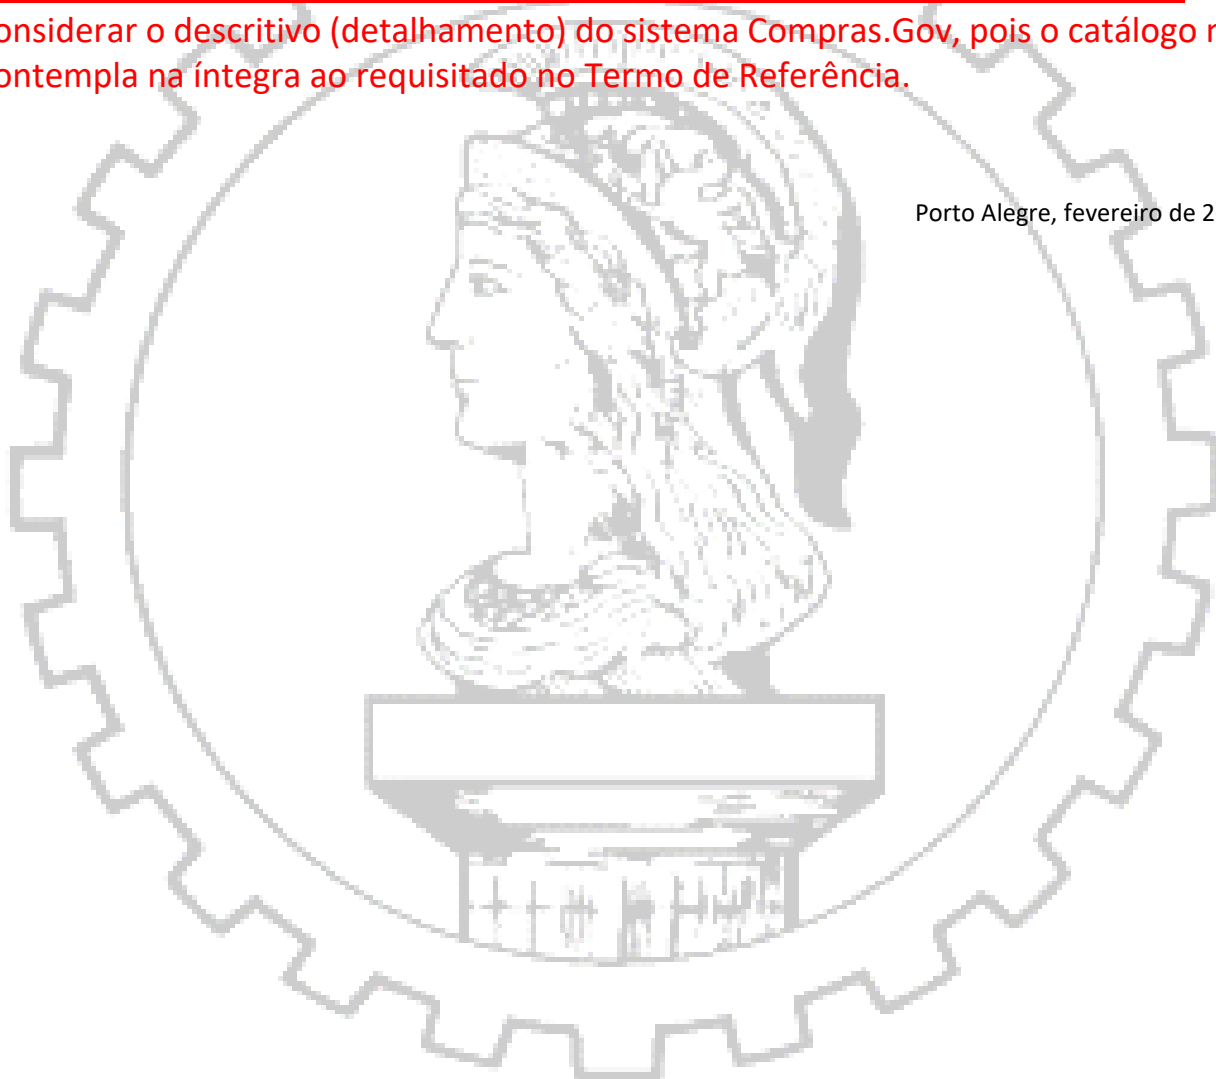 onsiderar o descritivo (detalhamento) do sistema Compras.Gov, pois o catálogo
ontempla na íntegra ao requisitado no Termo de Referência.
Porto Alegre, fevereiro de 2